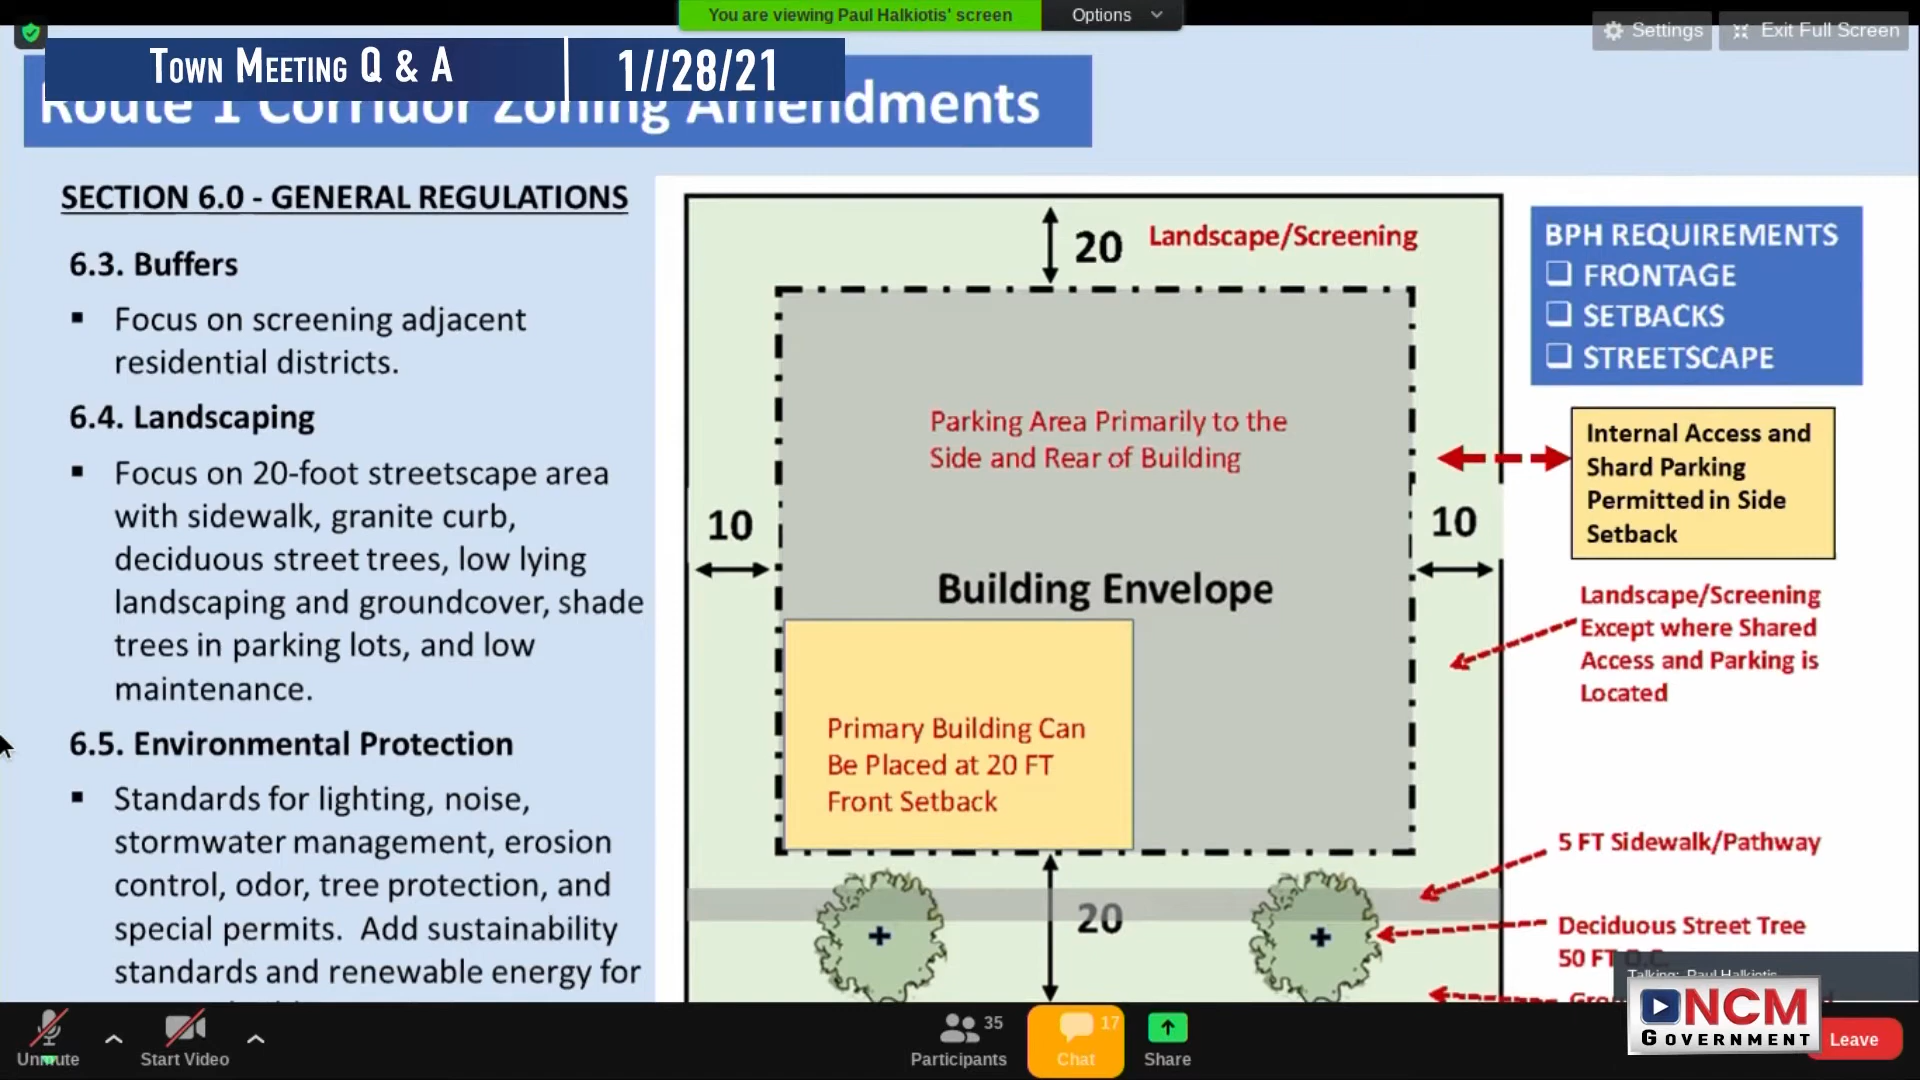 You are viewing Paul Halkiotis' screen
Options
Settings
Exit Full Screen
Town Meeting Q & A
1//28/21
Route 1 Corridor Zoning Amendments
SECTION 6.0 - GENERAL REGULATIONS
6.3. Buffers
▪ Focus on screening adjacent
residential districts.
6.4. Landscaping
▪ Focus on 20-foot streetscape area
with sidewalk, granite curb,
deciduous street trees, low lying
landscaping and groundcover, shade
trees in parking lots, and low
maintenance.
6.5. Environmental Protection
▪ Standards for lighting, noise,
stormwater management, erosion
control, odor, tree protection, and
special permits. Add sustainability
standards and renewable energy for
20
Landscape/Screening
Parking Area Primarily to the
Side and Rear of Building
10
10
Building Envelope
Primary Building Can
Be Placed at 20 FT
Front Setback
20
BPH REQUIREMENTS
❑ FRONTAGE
❑ SETBACKS
❑ STREETSCAPE
Internal Access and
Shard Parking
Permitted in Side
Setback
Landscape/Screening
Except where Shared
Access and Parking is
Located
5 FT Sidewalk/Pathway
Deciduous Street Tree
50 FT O.C.
Talking: Paul Halkiotis
NCM
Government
Unmute
Start Video
35
Participants
17
Chat
Share
Leave